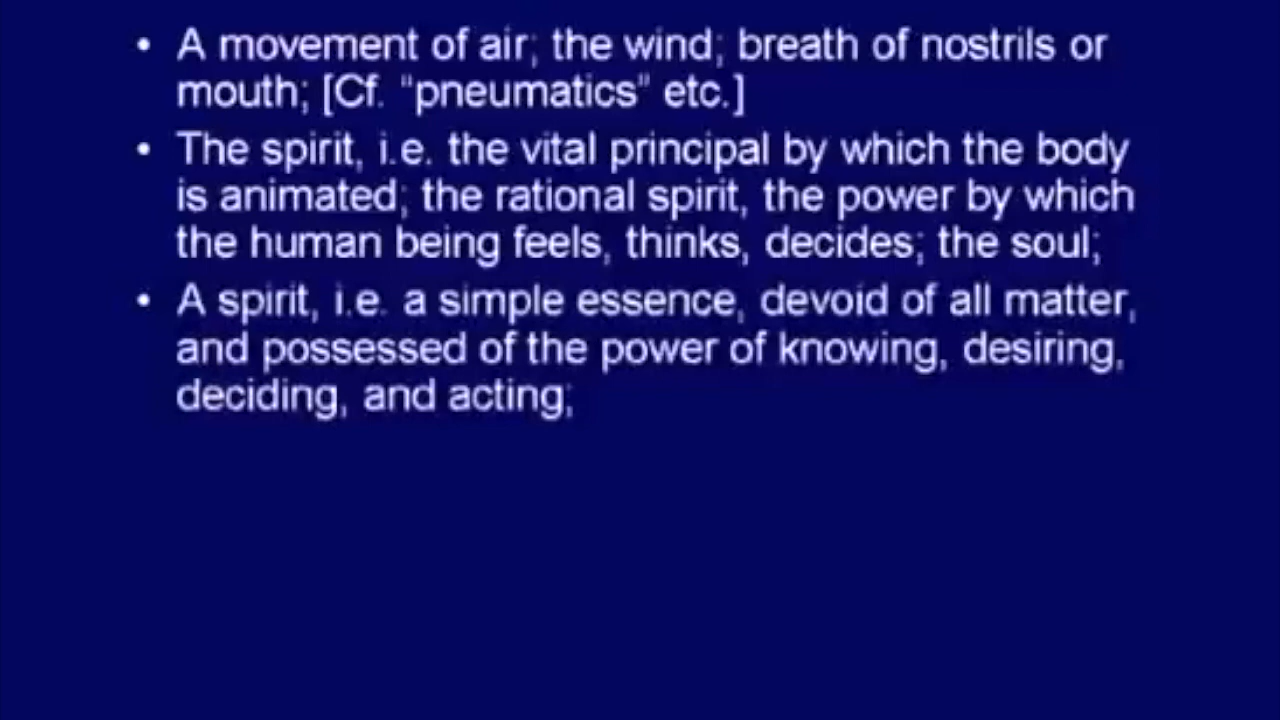 • A movement of air; the wind; breath of nostrils or
mouth; [Cf. "pneumatics" etc.]
• The spirit, i.e. the vital principal by which the body
is animated; the rational spirit, the power by which
the human being feels, thinks, decides; the soul;
• A spirit, i.e. a simple essence, devoid of all matter,
and possessed of the power of knowing, desiring,
deciding, and acting;